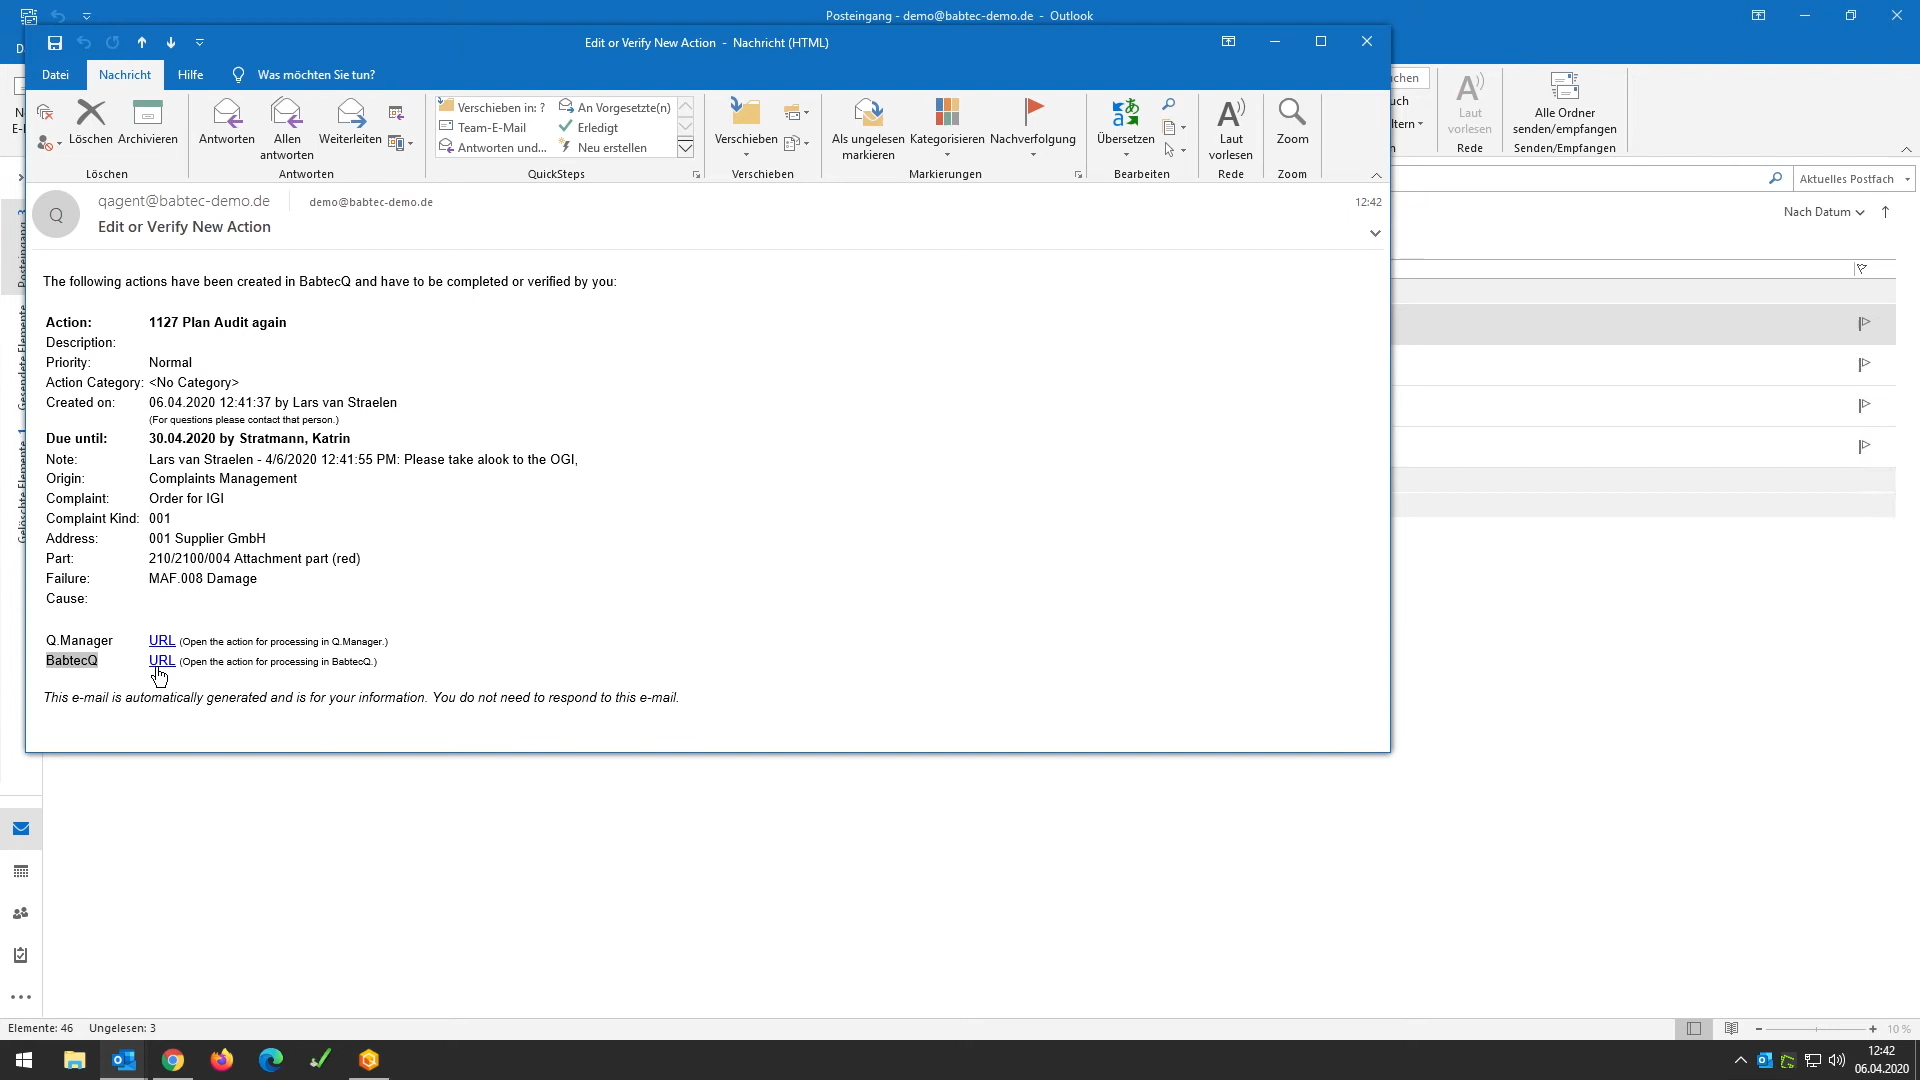 Posteingang - demo@babtec-demo.de - Outlook
Edit or Verify New Action - Nachricht (HTML)
Datei
Nachricht
Hilfe
Was möchten Sie tun?
Löschen
Archivieren
Löschen
Antworten
Allen antworten
Weiterleiten
Antworten
Verschieben in: ?
Team-E-Mail
Antworten und...
An Vorgesetzte(n)
Erledigt
Neu erstellen
QuickSteps
Verschieben
Verschieben
Als ungelesen markieren
Kategorisieren
Nachverfolgung
Markierungen
Übersetzen
Bearbeiten
Laut vorlesen
Rede
Zoom
Zoom
Laut vorlesen
Rede
Alle Ordner senden/empfangen
Senden/Empfangen
Aktuelles Postfach
Nach Datum
Q
qagent@babtec-demo.de
demo@babtec-demo.de
12:42
Edit or Verify New Action
The following actions have been created in BabtecQ and have to be completed or verified by you:
Action: 1127 Plan Audit again
Description:
Priority: Normal
Action Category: <No Category>
Created on: 06.04.2020 12:41:37 by Lars van Straelen
(For questions please contact that person.)
Due until: 30.04.2020 by Stratmann, Katrin
Note: Lars van Straelen - 4/6/2020 12:41:55 PM: Please take alook to the OGI,
Origin: Complaints Management
Complaint: Order for IGI
Complaint Kind: 001
Address: 001 Supplier GmbH
Part: 210/2100/004 Attachment part (red)
Failure: MAF.008 Damage
Cause:
Q.Manager URL (Open the action for processing in Q.Manager.)
BabtecQ URL (Open the action for processing in BabtecQ.)
This e-mail is automatically generated and is for your information. You do not need to respond to this e-mail.
Elemente: 46 Ungelesen: 3
10 %
12:42
06.04.2020